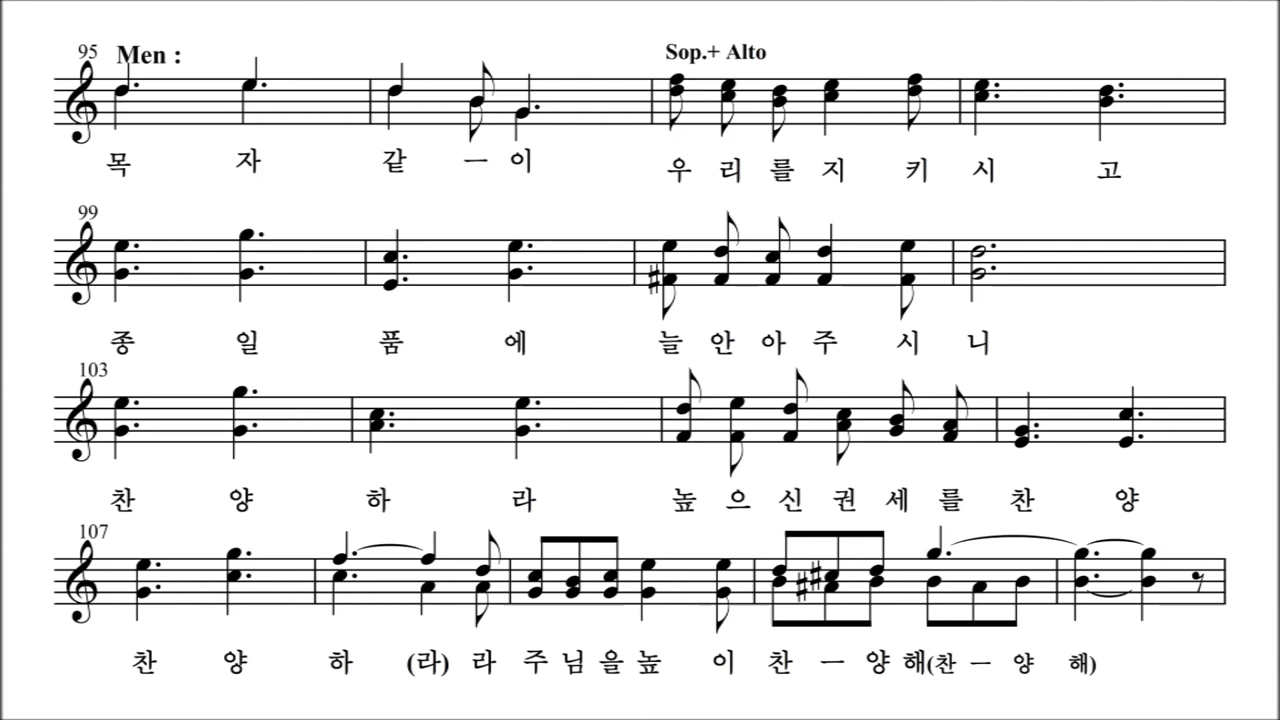 95 Men : Sop.+ Alto
목 자 같 ㅡ 이 우 리 를 지 키 시 고
99
종 일 품 에 늘 안 아 주 시 니
103
찬 양 하 라 높 으 신 권 세 를 찬 양
107
찬 양 하 (라) 라 주 님 을 높 이 찬 ㅡ 양 해(찬 ㅡ 양 해)